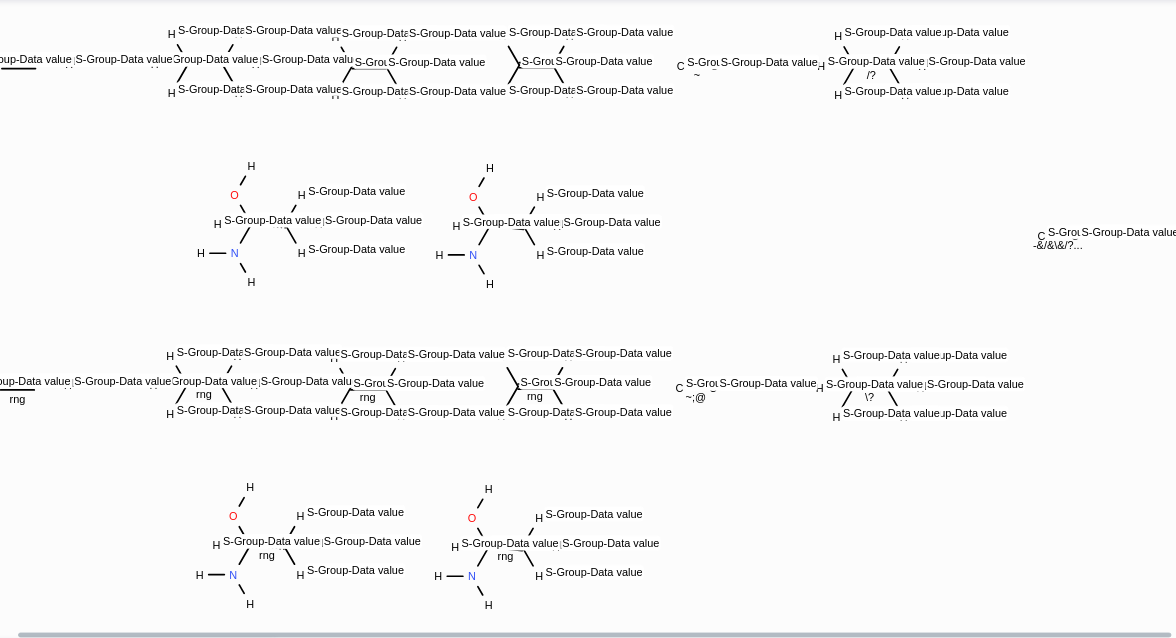 H S-Group-Data S-Group-Data value S-Group-Data S-Group-Data value S-Group-Data S-Group-Data value H S-Group-Data value up-Data value
up-Data value S-Group-Data value Group-Data value S-Group-Data valu S-Grou S-Group-Data value S-Grou S-Group-Data value C S-Grou S-Group-Data value H S-Group-Data value S-Group-Data value
~ /?
H S-Group-Data S-Group-Data value S-Group-Data S-Group-Data value S-Group-Data S-Group-Data value H S-Group-Data value up-Data value
H H
O H S-Group-Data value O H S-Group-Data value
H S-Group-Data value S-Group-Data value H S-Group-Data value S-Group-Data value C S-Grou S-Group-Data value
-&/&\&/?...
H N H S-Group-Data value H N H S-Group-Data value
H H
H S-Group-Data S-Group-Data value S-Group-Data S-Group-Data value S-Group-Data S-Group-Data value H S-Group-Data value up-Data value
up-Data value S-Group-Data value Group-Data value S-Group-Data valu S-Grou S-Group-Data value S-Grou S-Group-Data value C S-Grou S-Group-Data value H S-Group-Data value S-Group-Data value
rng rng rng rng ~;@ \?
H S-Group-Data S-Group-Data value S-Group-Data S-Group-Data value S-Group-Data S-Group-Data value H S-Group-Data value up-Data value
H H
O H S-Group-Data value O H S-Group-Data value
H S-Group-Data value S-Group-Data value H S-Group-Data value S-Group-Data value
rng rng
H N H S-Group-Data value H N H S-Group-Data value
H H